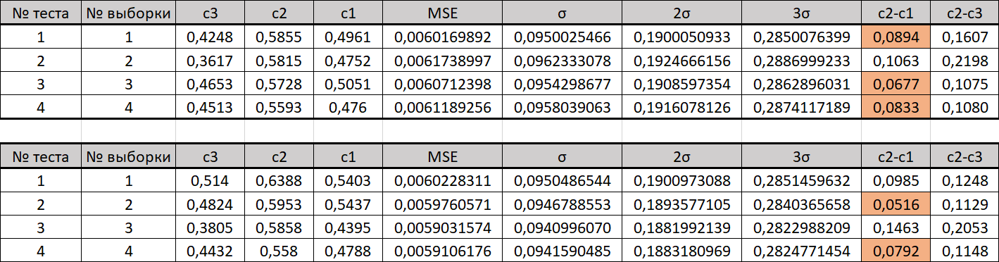 № теста № выборки c3 c2 c1 MSE σ 2σ 3σ c2-c1 c2-c3
1 1 0,4248 0,5855 0,4961 0,0060169892 0,0950025466 0,1900050933 0,2850076399 0,0894 0,1607
2 2 0,3617 0,5815 0,4752 0,0061738997 0,0962333078 0,1924666156 0,2886999233 0,1063 0,2198
3 3 0,4653 0,5728 0,5051 0,0060712398 0,0954298677 0,1908597354 0,2862896031 0,0677 0,1075
4 4 0,4513 0,5593 0,476 0,0061189256 0,0958039063 0,1916078126 0,2874117189 0,0833 0,1080
№ теста № выборки c3 c2 c1 MSE σ 2σ 3σ c2-c1 c2-c3
1 1 0,514 0,6388 0,5403 0,0060228311 0,0950486544 0,1900973088 0,2851459632 0,0985 0,1248
2 2 0,4824 0,5953 0,5437 0,0059760571 0,0946788553 0,1893577105 0,2840365658 0,0516 0,1129
3 3 0,3805 0,5858 0,4395 0,0059031574 0,0940996070 0,1881992139 0,2822988209 0,1463 0,2053
4 4 0,4432 0,558 0,4788 0,0059106176 0,0941590485 0,1883180969 0,2824771454 0,0792 0,1148